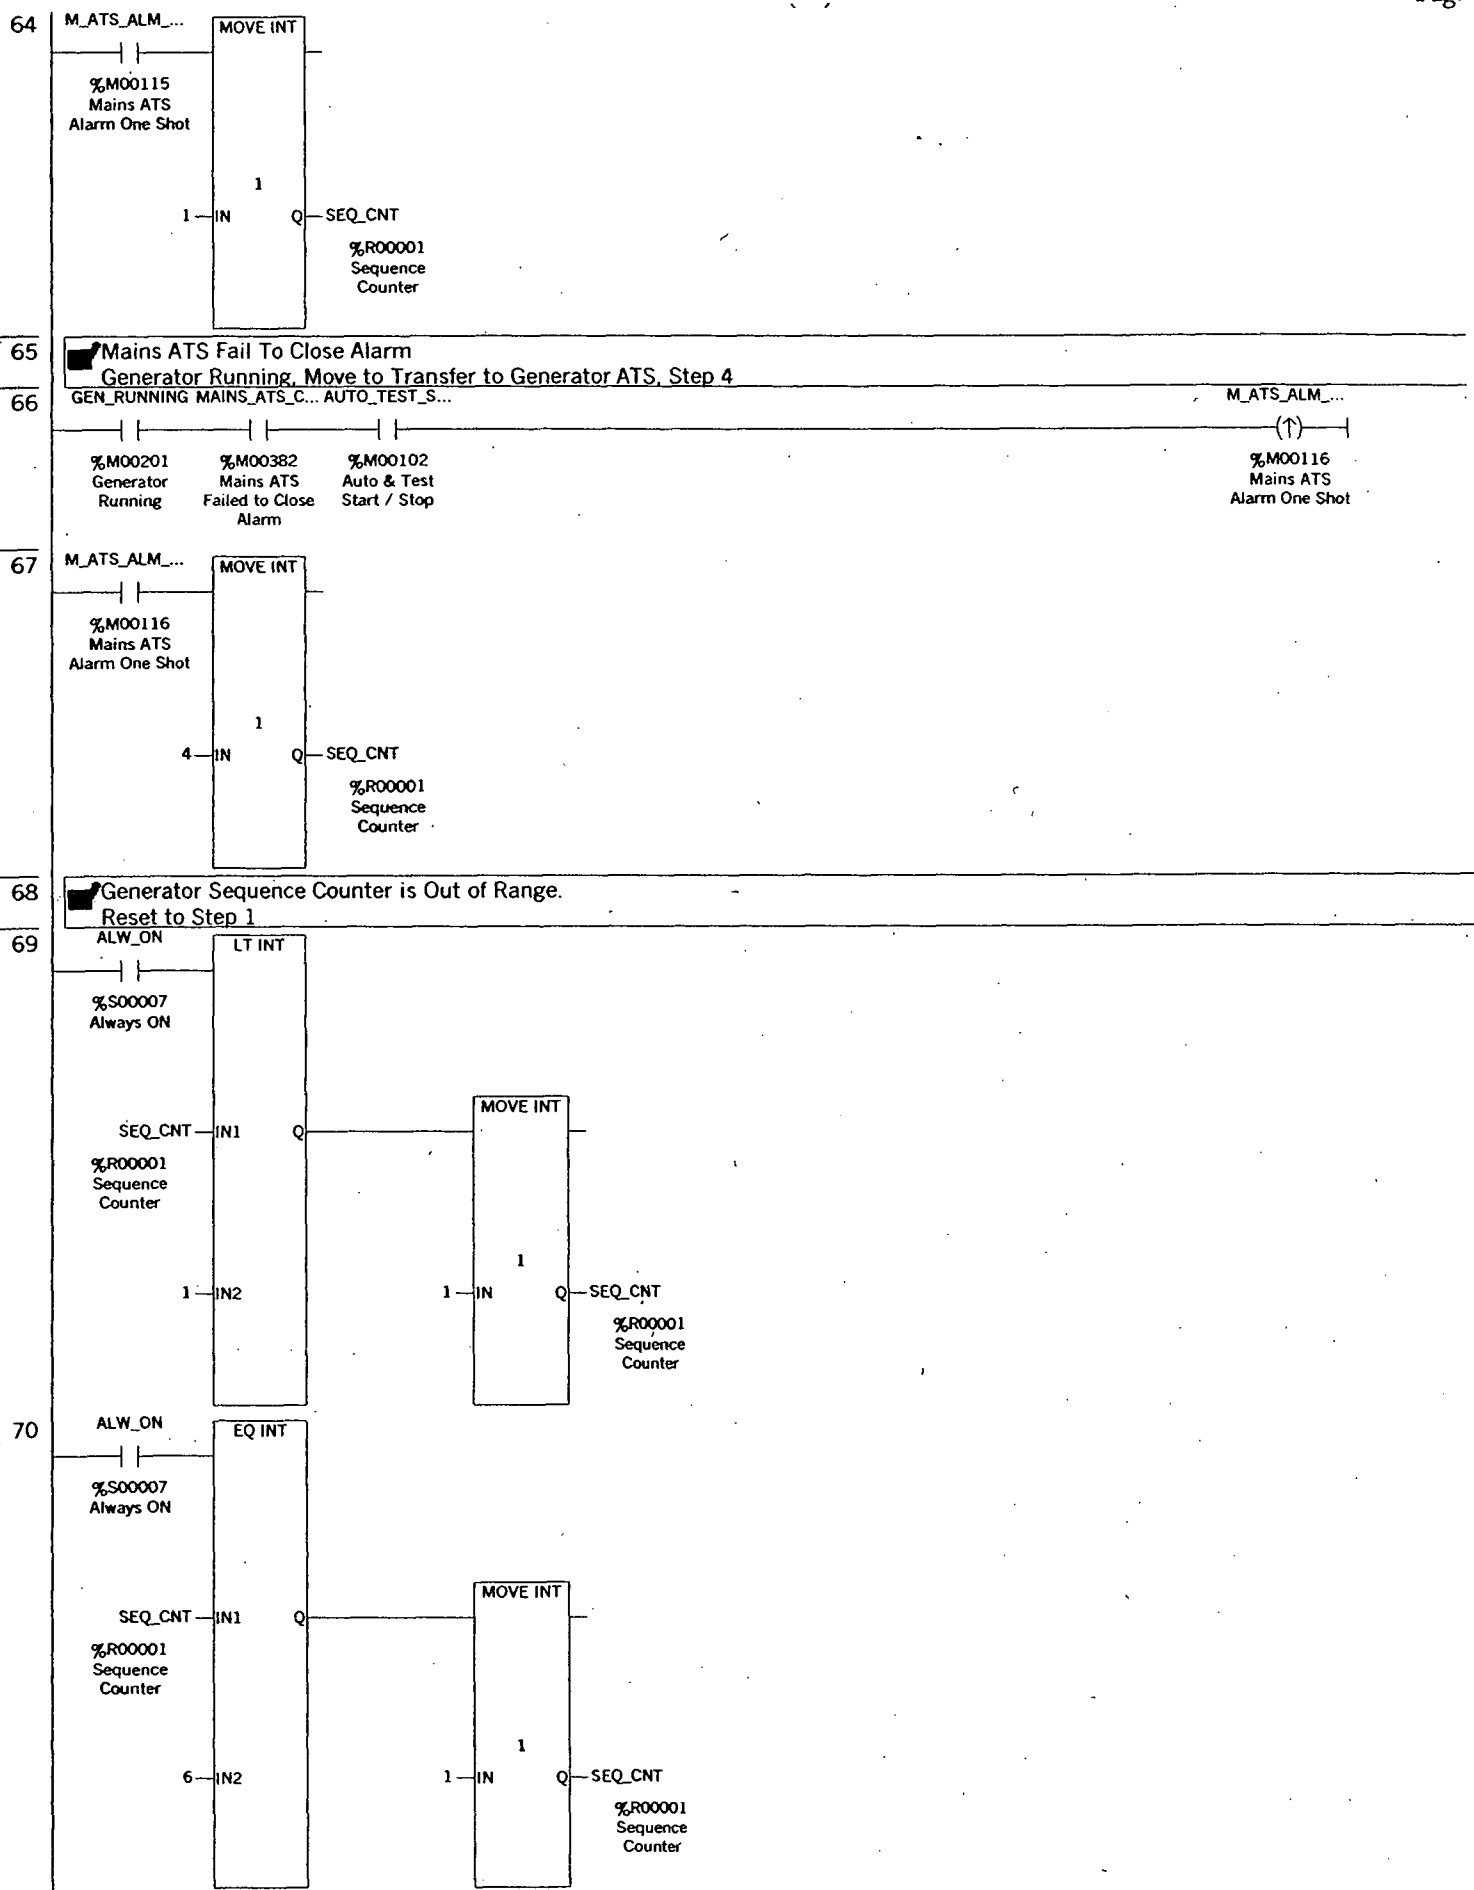 64
M_ATS_ALM_...
MOVE INT
%M00115
Mains ATS
Alarm One Shot
1
1 IN Q SEQ_CNT
%R00001
Sequence
Counter
65
Mains ATS Fail To Close Alarm
Generator Running, Move to Transfer to Generator ATS, Step 4
66
GEN_RUNNING MAINS_ATS_C... AUTO_TEST_S... M_ATS_ALM_...
(↑)
%M00201 %M00382 %M00102 %M00116
Generator Mains ATS Auto & Test Mains ATS
Running Failed to Close Start / Stop Alarm One Shot
Alarm
67
M_ATS_ALM_...
MOVE INT
%M00116
Mains ATS
Alarm One Shot
1
4 IN Q SEQ_CNT
%R00001
Sequence
Counter
68
Generator Sequence Counter is Out of Range.
Reset to Step 1
69
ALW_ON
LT INT
%S00007
Always ON
MOVE INT
SEQ_CNT IN1 Q
%R00001
Sequence
Counter
1
1 IN2 1 IN Q SEQ_CNT
%R00001
Sequence
Counter
70
ALW_ON
EQ INT
%S00007
Always ON
MOVE INT
SEQ_CNT IN1 Q
%R00001
Sequence
Counter
1
6 IN2 1 IN Q SEQ_CNT
%R00001
Sequence
Counter